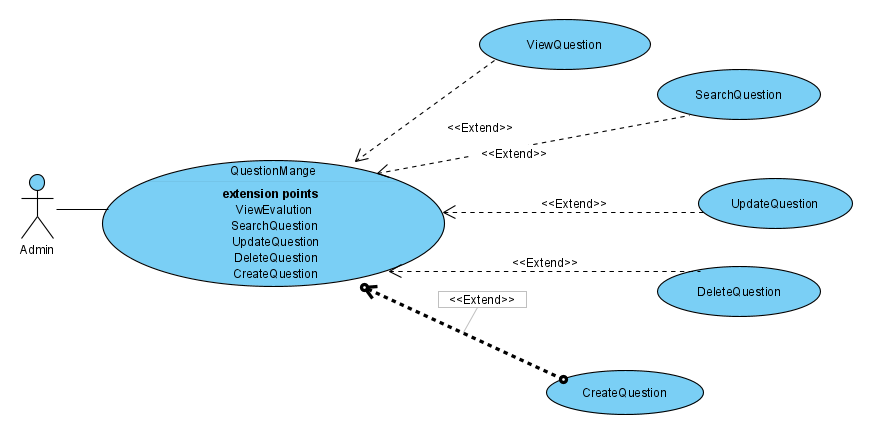 ViewQuestion
SearchQuestion
<<Extend>>
<<Extend>>
QuestionMange
extension points
ViewEvalution
SearchQuestion
UpdateQuestion
DeleteQuestion
CreateQuestion
Admin
<<Extend>>
UpdateQuestion
<<Extend>>
DeleteQuestion
<<Extend>>
CreateQuestion